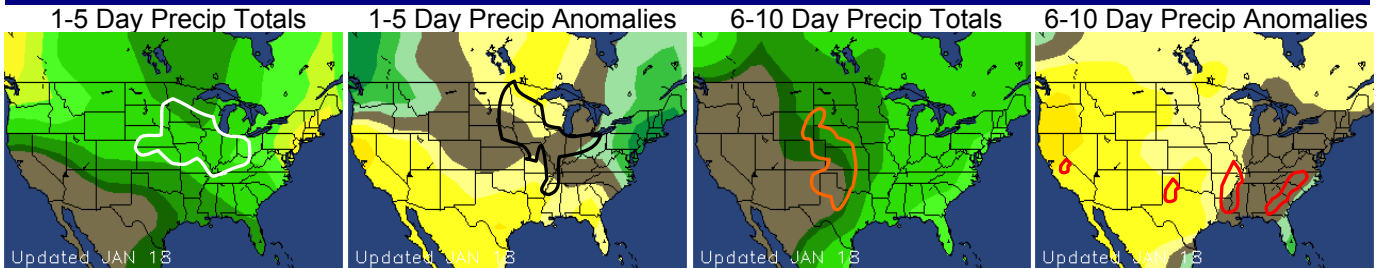 1-5 Day Precip Totals
1-5 Day Precip Anomalies
6-10 Day Precip Totals
6-10 Day Precip Anomalies
Updated JAN 18
Updated JAN 18
Updated JAN 18
Updated JAN 18